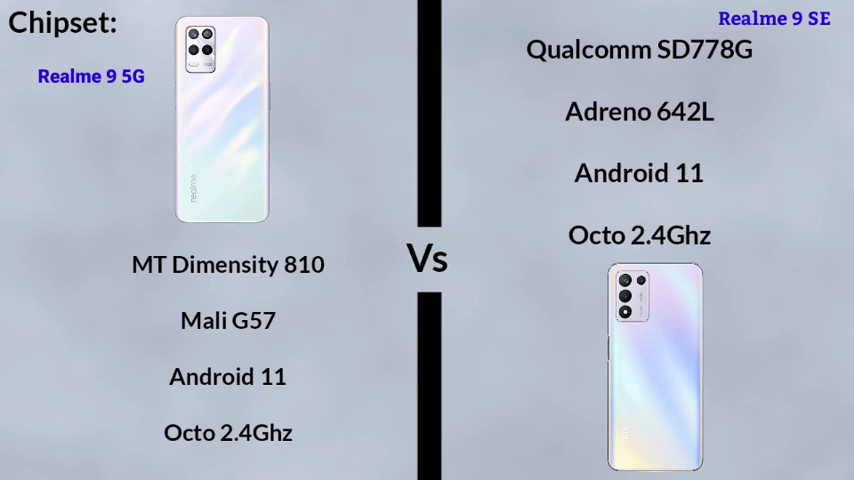 Chipset:
Realme 9 5G
realme
MT Dimensity 810
Mali G57
Android 11
Octo 2.4Ghz
Vs
Realme 9 SE
Qualcomm SD778G
Adreno 642L
Android 11
Octo 2.4Ghz